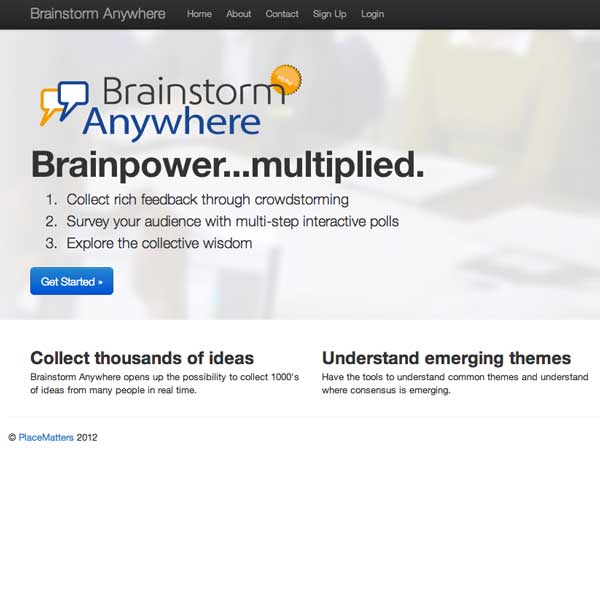 Brainstorm Anywhere Home About Contact Sign Up Login
Brainstorm
Anywhere
Brainpower...multiplied.
1. Collect rich feedback through crowdstorming
2. Survey your audience with multi-step interactive polls
3. Explore the collective wisdom
Get Started »
Collect thousands of ideas
Brainstorm Anywhere opens up the possibility to collect 1000's
of ideas from many people in real time.
Understand emerging themes
Have the tools to understand common themes and understand
where consensus is emerging.
© PlaceMatters 2012